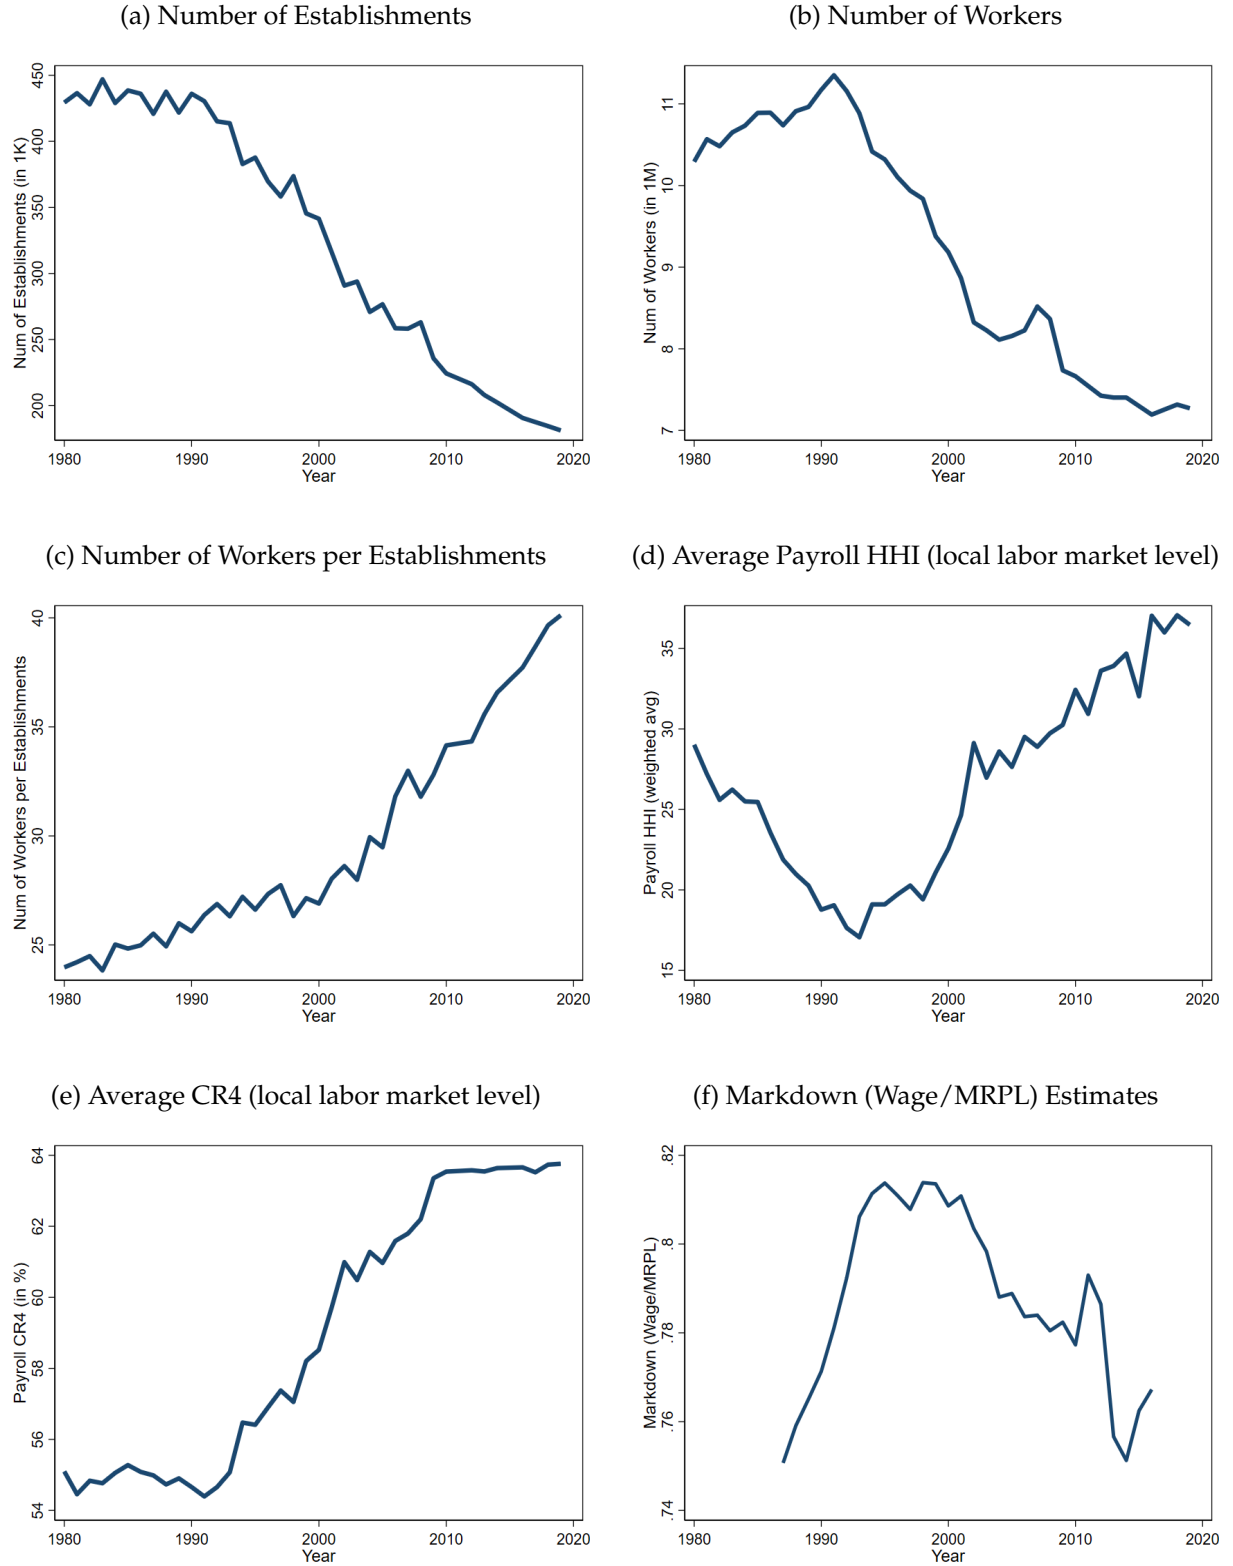 (a) Number of Establishments
Num of Establishments (in 1K)
450
400
350
300
250
200
1980 1990 2000 2010 2020
Year
(b) Number of Workers
Num of Workers (in 1M)
11
10
9
8
7
1980 1990 2000 2010 2020
Year
(c) Number of Workers per Establishments
Num of Workers per Establishments
40
35
30
25
1980 1990 2000 2010 2020
Year
(d) Average Payroll HHI (local labor market level)
Payroll HHI (weighted avg)
35
30
25
20
15
1980 1990 2000 2010 2020
Year
(e) Average CR4 (local labor market level)
Payroll CR4 (in %)
64
62
60
58
56
54
1980 1990 2000 2010 2020
Year
(f) Markdown (Wage/MRPL) Estimates
Markdown (Wage/MRPL)
.82
.8
.78
.76
.74
1980 1990 2000 2010 2020
Year